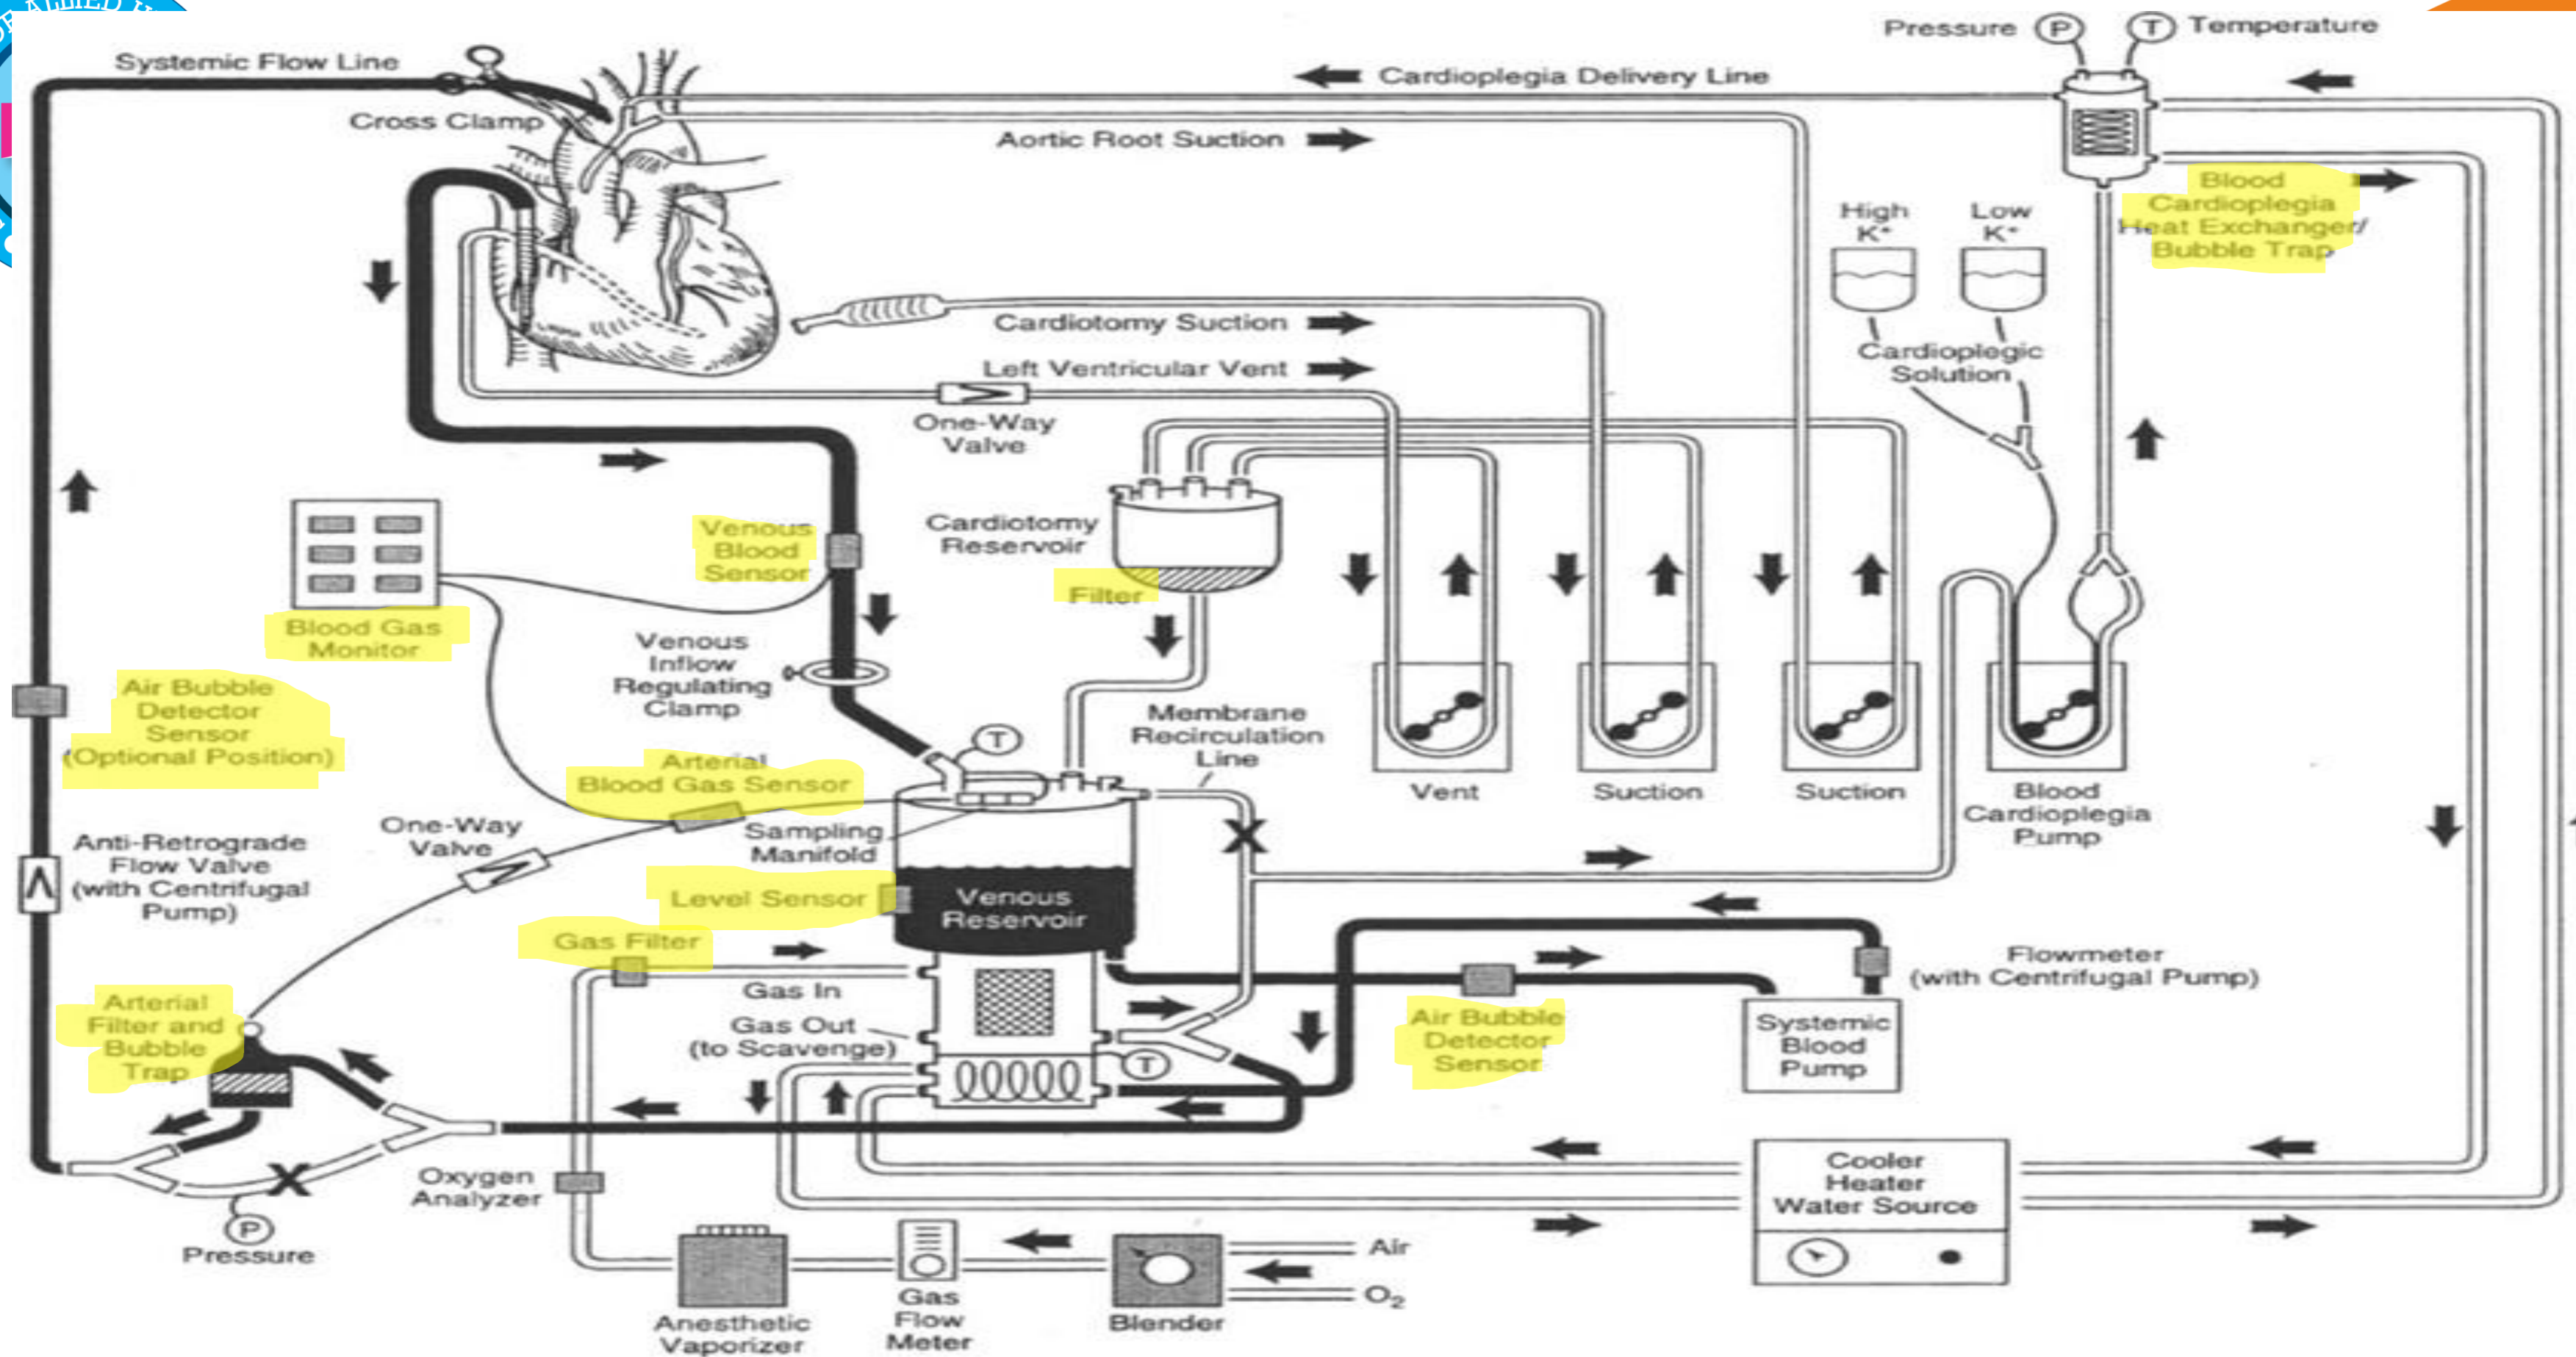 OF ALLIED H
Pressure
P
T
Temperature
Systemic Flow Line
Cross Clamp
Cardioplegia Delivery Line
Aortic Root Suction
Blood
Cardioplegia
Heat Exchanger/
Bubble Trap
High
K+
Low
K+
Cardioplegic
Solution
Cardiotomy Suction
Left Ventricular Vent
One-Way
Valve
Cardiotomy
Reservoir
Filter
Venous
Blood
Sensor
Blood Gas
Monitor
Venous
Inflow
Regulating
Clamp
Air Bubble
Detector
Sensor
(Optional Position)
Arterial
Blood Gas Sensor
T
Membrane
Recirculation
Line
X
Vent
Suction
Suction
Blood
Cardioplegia
Pump
Anti-Retrograde
Flow Valve
(with Centrifugal
Pump)
One-Way
Valve
Sampling
Manifold
Level Sensor
Venous
Reservoir
Gas Filter
Gas In
Gas Out
(to Scavenge)
T
Air Bubble
Detector
Sensor
Flowmeter
(with Centrifugal Pump)
Systemic
Blood
Pump
Arterial
Filter and
Bubble
Trap
X
P
Pressure
Oxygen
Analyzer
Cooler
Heater
Water Source
Anesthetic
Vaporizer
Gas
Flow
Meter
Blender
Air
O2